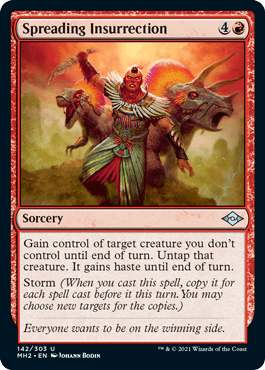 Spreading Insurrection 4
Sorcery
Gain control of target creature you don't
control until end of turn. Untap that
creature. It gains haste until end of turn.
Storm (When you cast this spell, copy it for
each spell cast before it this turn. You may
choose new targets for the copies.)
Everyone wants to be on the winning side.
142/303 U
MH2 • EN JOHANN BODIN ™ & © 2021 Wizards of the Coast